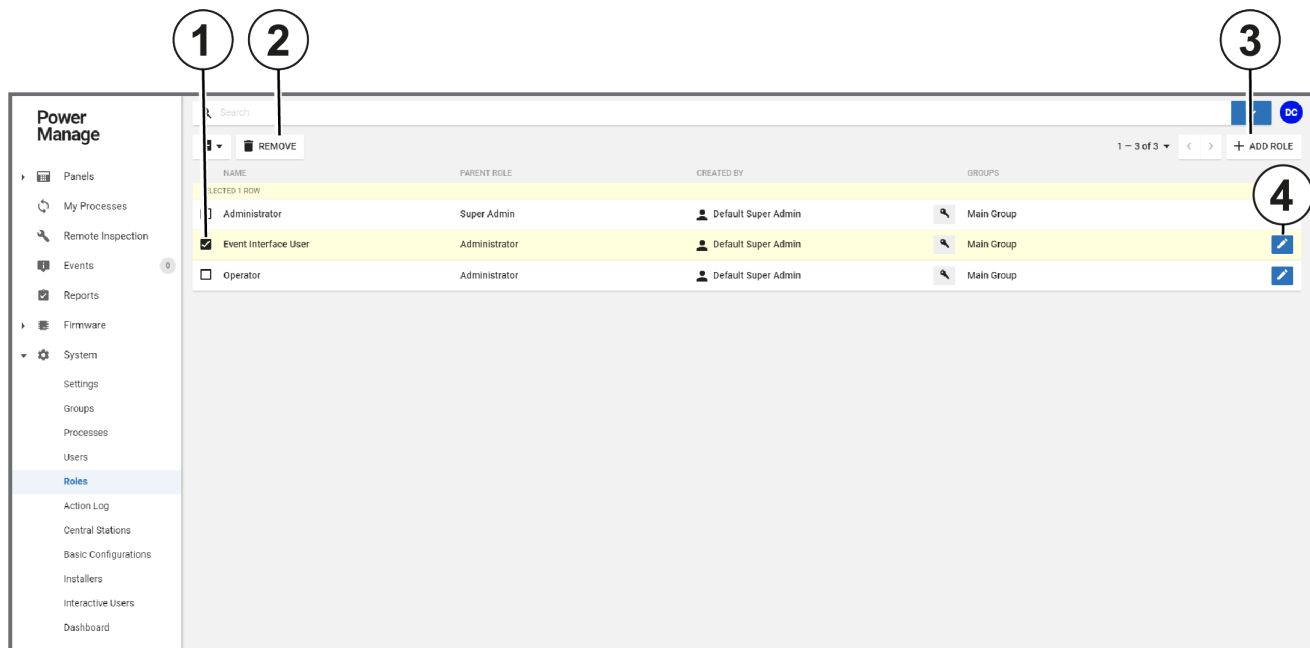 1 2 3
Power
Manage
Search
DC
REMOVE
1 – 3 of 3
ADD ROLE
NAME PARENT ROLE CREATED BY GROUPS
ELECTED 1 ROW
4
Administrator Super Admin Default Super Admin Main Group
Event Interface User Administrator Default Super Admin Main Group
Operator Administrator Default Super Admin Main Group
Panels
My Processes
Remote Inspection
Events 0
Reports
Firmware
System
Settings
Groups
Processes
Users
Roles
Action Log
Central Stations
Basic Configurations
Installers
Interactive Users
Dashboard